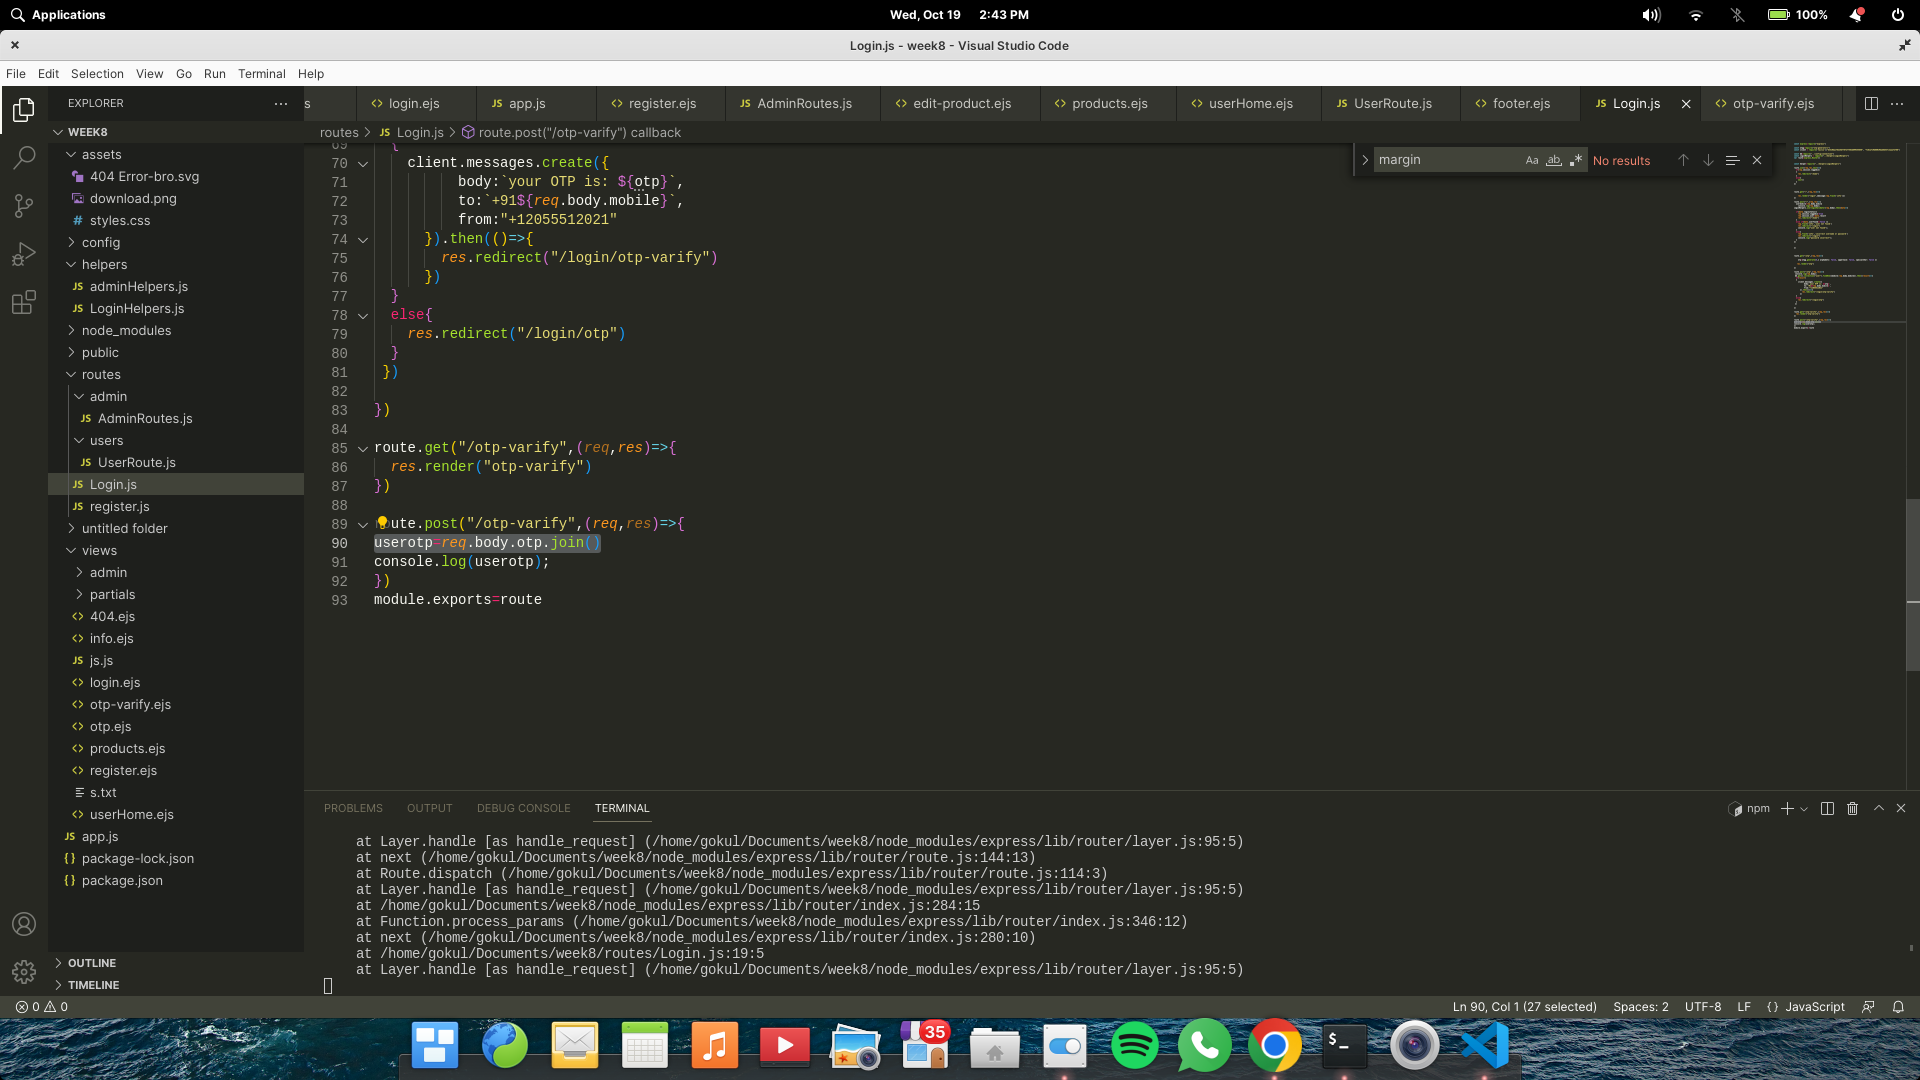 Applications
Wed, Oct 19 2:43 PM
100%
Login.js - week8 - Visual Studio Code
File Edit Selection View Go Run Terminal Help
EXPLORER
s
login.ejs
JS app.js
register.ejs
JS AdminRoutes.js
edit-product.ejs
products.ejs
userHome.ejs
JS UserRoute.js
footer.ejs
JS Login.js
otp-varify.ejs
routes > JS Login.js > route.post("/otp-varify") callback
margin
Aa ab No results
WEEK8
assets
404 Error-bro.svg
download.png
# styles.css
config
helpers
JS adminHelpers.js
JS LoginHelpers.js
node_modules
public
routes
admin
JS AdminRoutes.js
users
JS UserRoute.js
JS Login.js
JS register.js
untitled folder
views
admin
partials
404.ejs
info.ejs
JS js.js
login.ejs
otp-varify.ejs
otp.ejs
products.ejs
register.ejs
s.txt
userHome.ejs
JS app.js
{} package-lock.json
{} package.json
OUTLINE
TIMELINE
69 {
70 client.messages.create({
71 body:`your OTP is: ${otp}`,
72 to:`+91${req.body.mobile}`,
73 from:"+12055512021"
74 }).then(()=>{
75 res.redirect("/login/otp-varify")
76 })
77 }
78 else{
79 res.redirect("/login/otp")
80 }
81 })
82
83 })
84
85 route.get("/otp-varify",(req,res)=>{
86 res.render("otp-varify")
87 })
88
89 route.post("/otp-varify",(req,res)=>{
90 userotp=req.body.otp.join()
91 console.log(userotp);
92 })
93 module.exports=route
PROBLEMS OUTPUT DEBUG CONSOLE TERMINAL
npm
at Layer.handle [as handle_request] (/home/gokul/Documents/week8/node_modules/express/lib/router/layer.js:95:5)
at next (/home/gokul/Documents/week8/node_modules/express/lib/router/route.js:144:13)
at Route.dispatch (/home/gokul/Documents/week8/node_modules/express/lib/router/route.js:114:3)
at Layer.handle [as handle_request] (/home/gokul/Documents/week8/node_modules/express/lib/router/layer.js:95:5)
at /home/gokul/Documents/week8/node_modules/express/lib/router/index.js:284:15
at Function.process_params (/home/gokul/Documents/week8/node_modules/express/lib/router/index.js:346:12)
at next (/home/gokul/Documents/week8/node_modules/express/lib/router/index.js:280:10)
at /home/gokul/Documents/week8/routes/Login.js:19:5
at Layer.handle [as handle_request] (/home/gokul/Documents/week8/node_modules/express/lib/router/layer.js:95:5)
0 0
Ln 90, Col 1 (27 selected) Spaces: 2 UTF-8 LF {} JavaScript
35
$ _